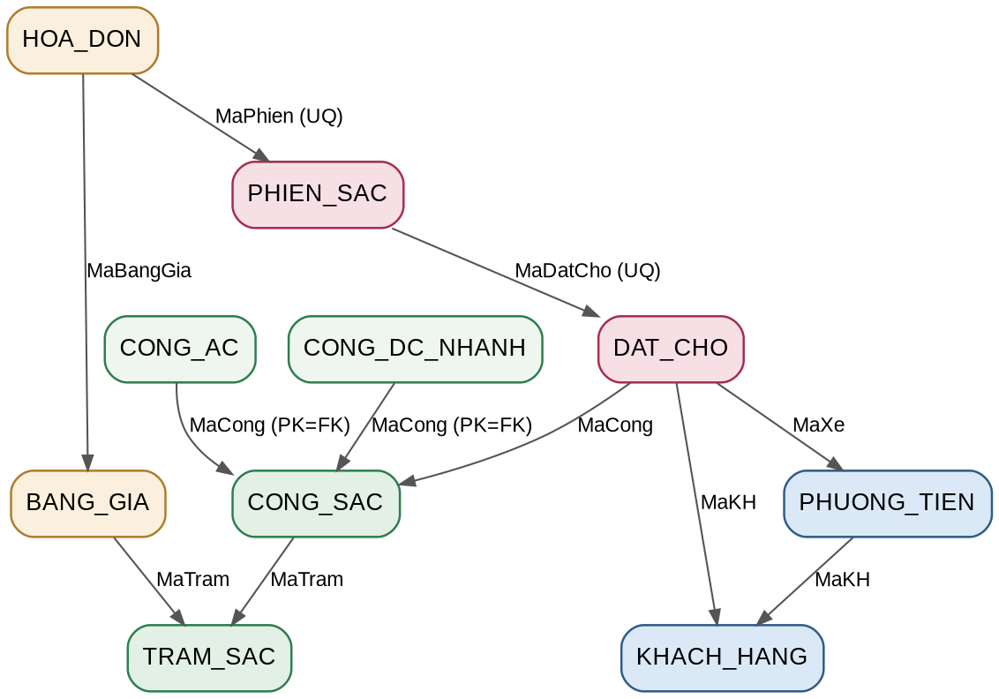 HOA_DON
MaPhien (UQ)
PHIEN_SAC
MaBangGia
MaDatCho (UQ)
CONG_AC
CONG_DC_NHANH
DAT_CHO
MaCong (PK=FK)
MaCong (PK=FK)
MaCong
MaXe
BANG_GIA
CONG_SAC
MaKH
PHUONG_TIEN
MaTram
MaTram
MaKH
TRAM_SAC
KHACH_HANG